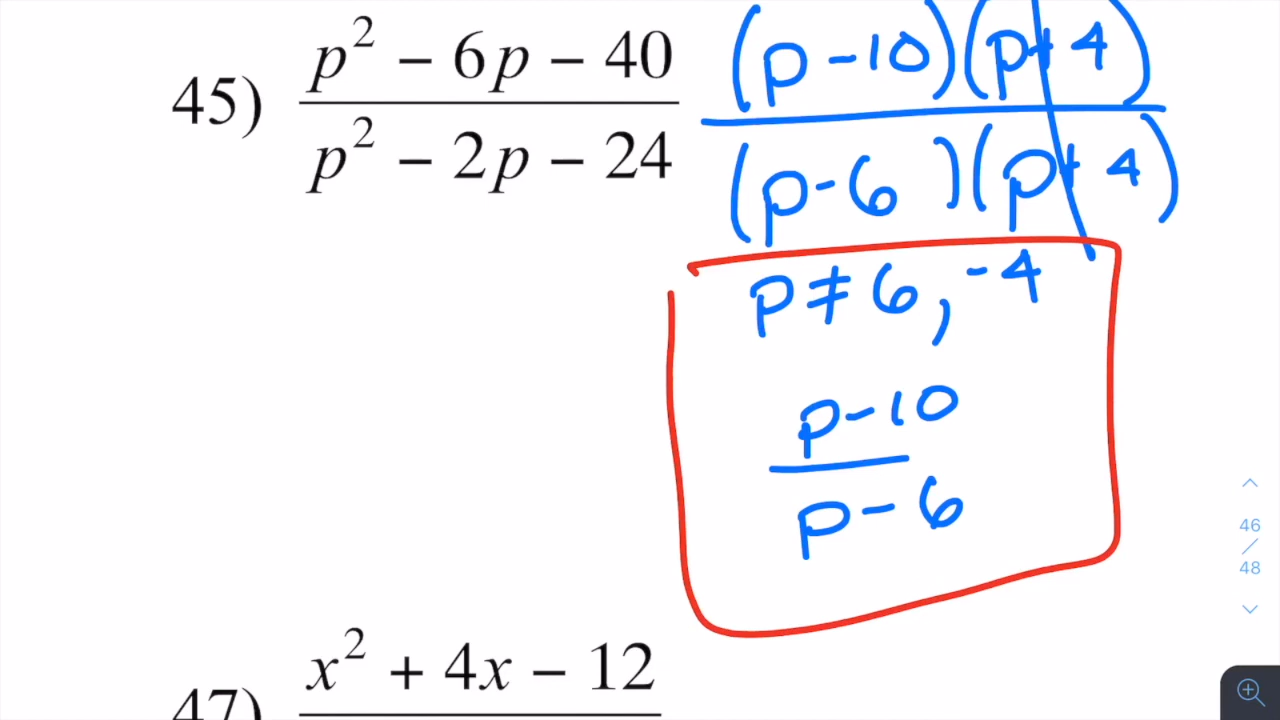 45) p² − 6p − 40
p² − 2p − 24
(p-10)(p+4)
(p-6)(p+4)
p≠6,-4
p-10
p-6
46
/
48
47) x² + 4x − 12